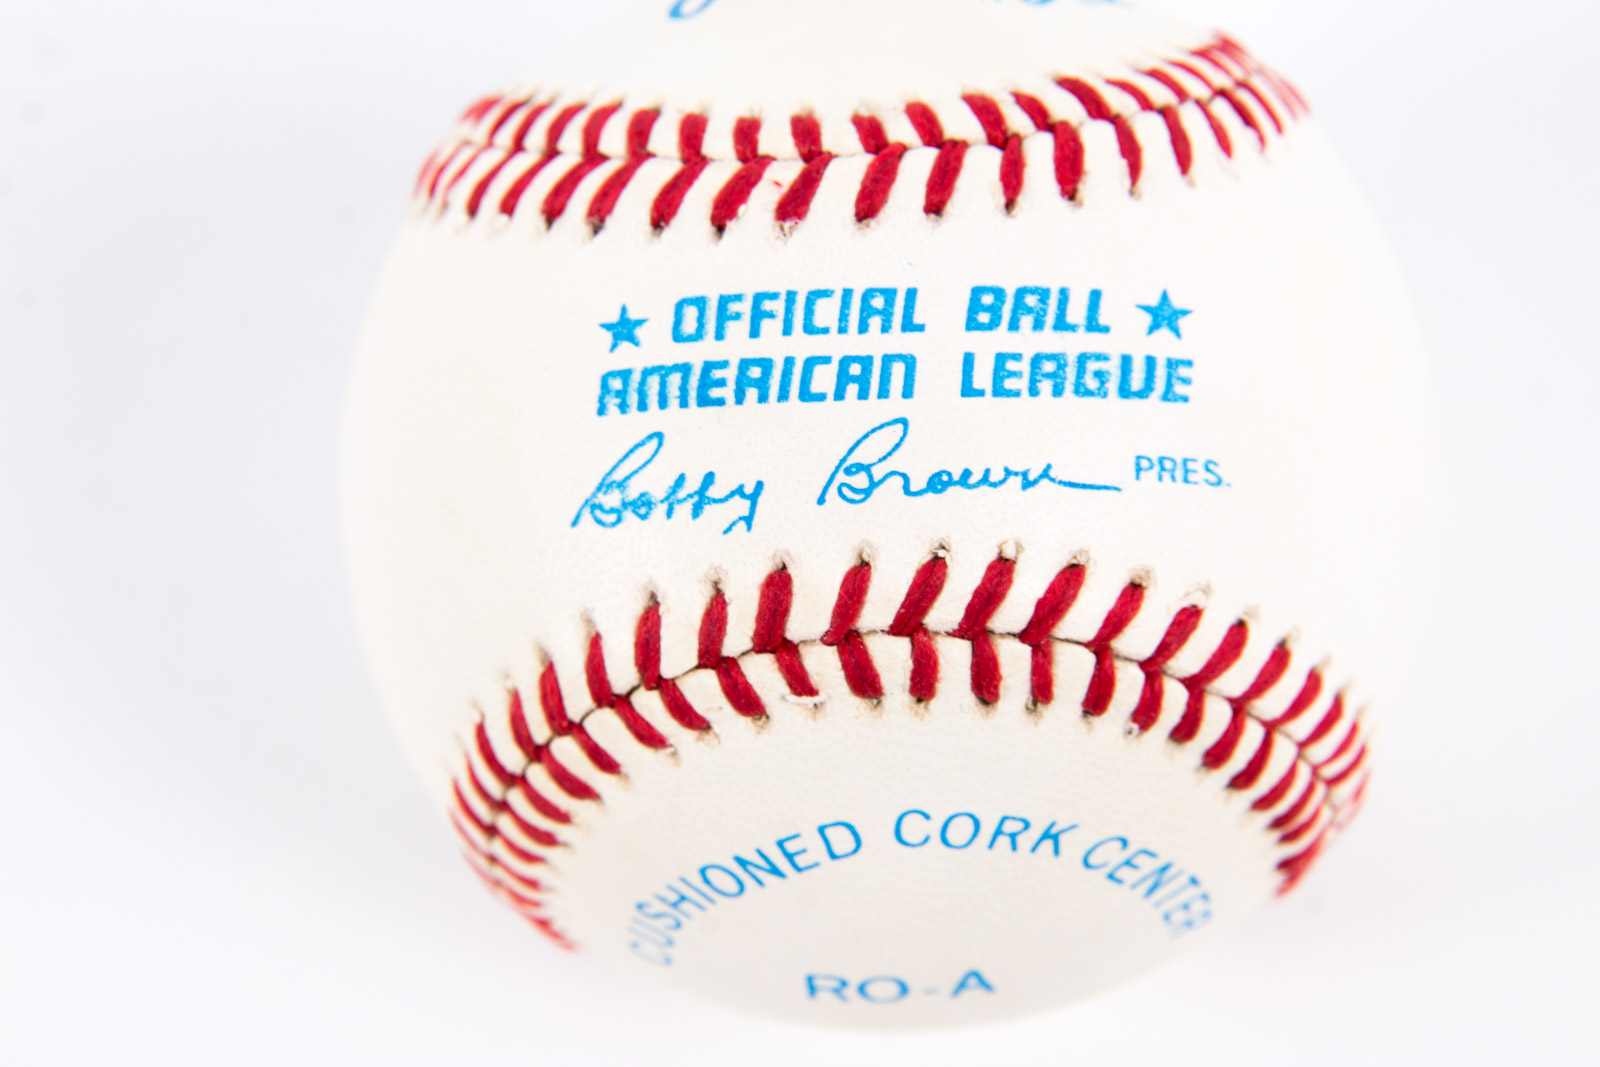 ★ OFFICIAL BALL ★
AMERICAN LEAGUE
Bobby Brown PRES.
CUSHIONED CORK CENTER
RO-A